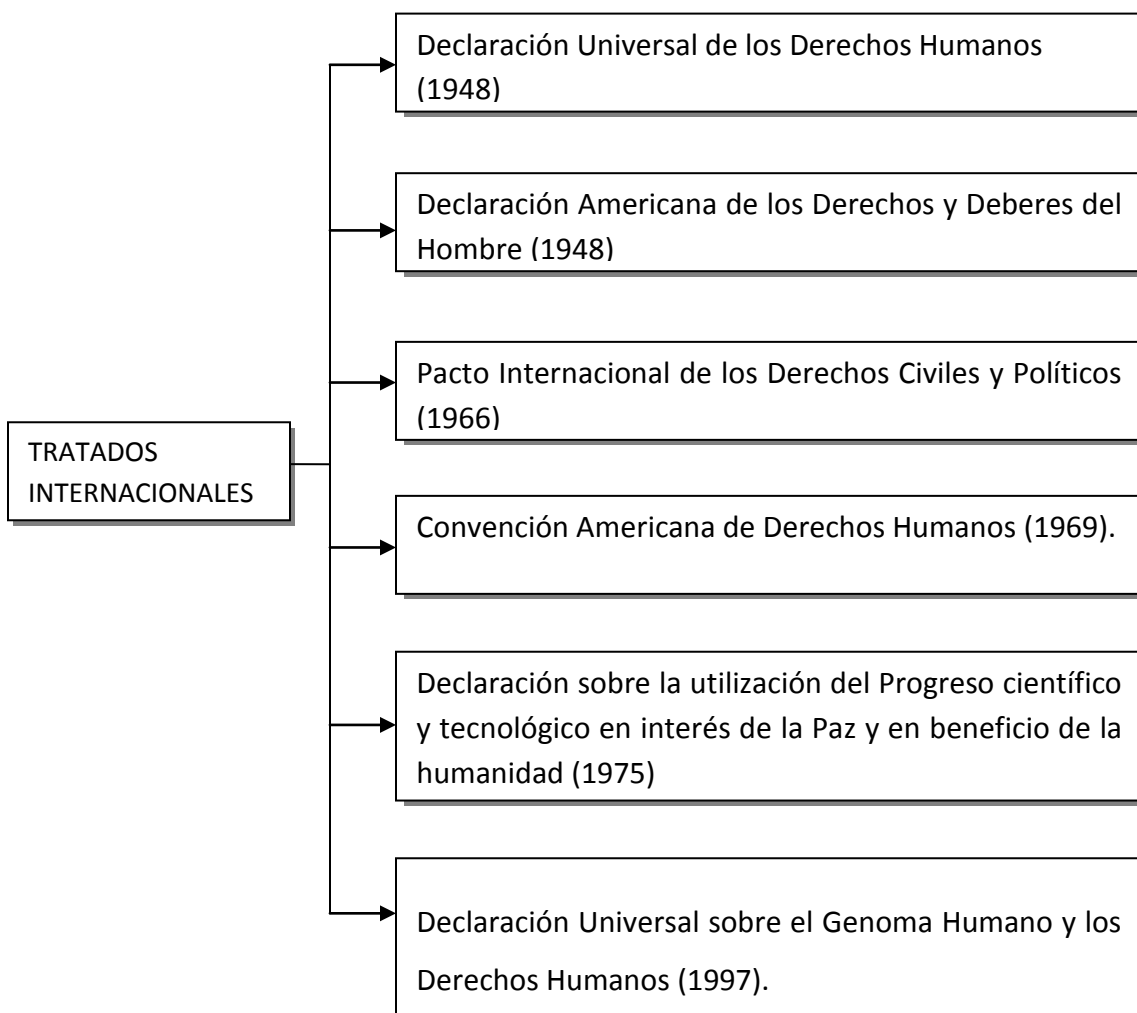 Declaración Universal de los Derechos Humanos
(1948)
Declaración Americana de los Derechos y Deberes del
Hombre (1948)
Pacto Internacional de los Derechos Civiles y Políticos
(1966)
TRATADOS
INTERNACIONALES
Convención Americana de Derechos Humanos (1969).
Declaración sobre la utilización del Progreso científico
y tecnológico en interés de la Paz y en beneficio de la
humanidad (1975)
Declaración Universal sobre el Genoma Humano y los
Derechos Humanos (1997).